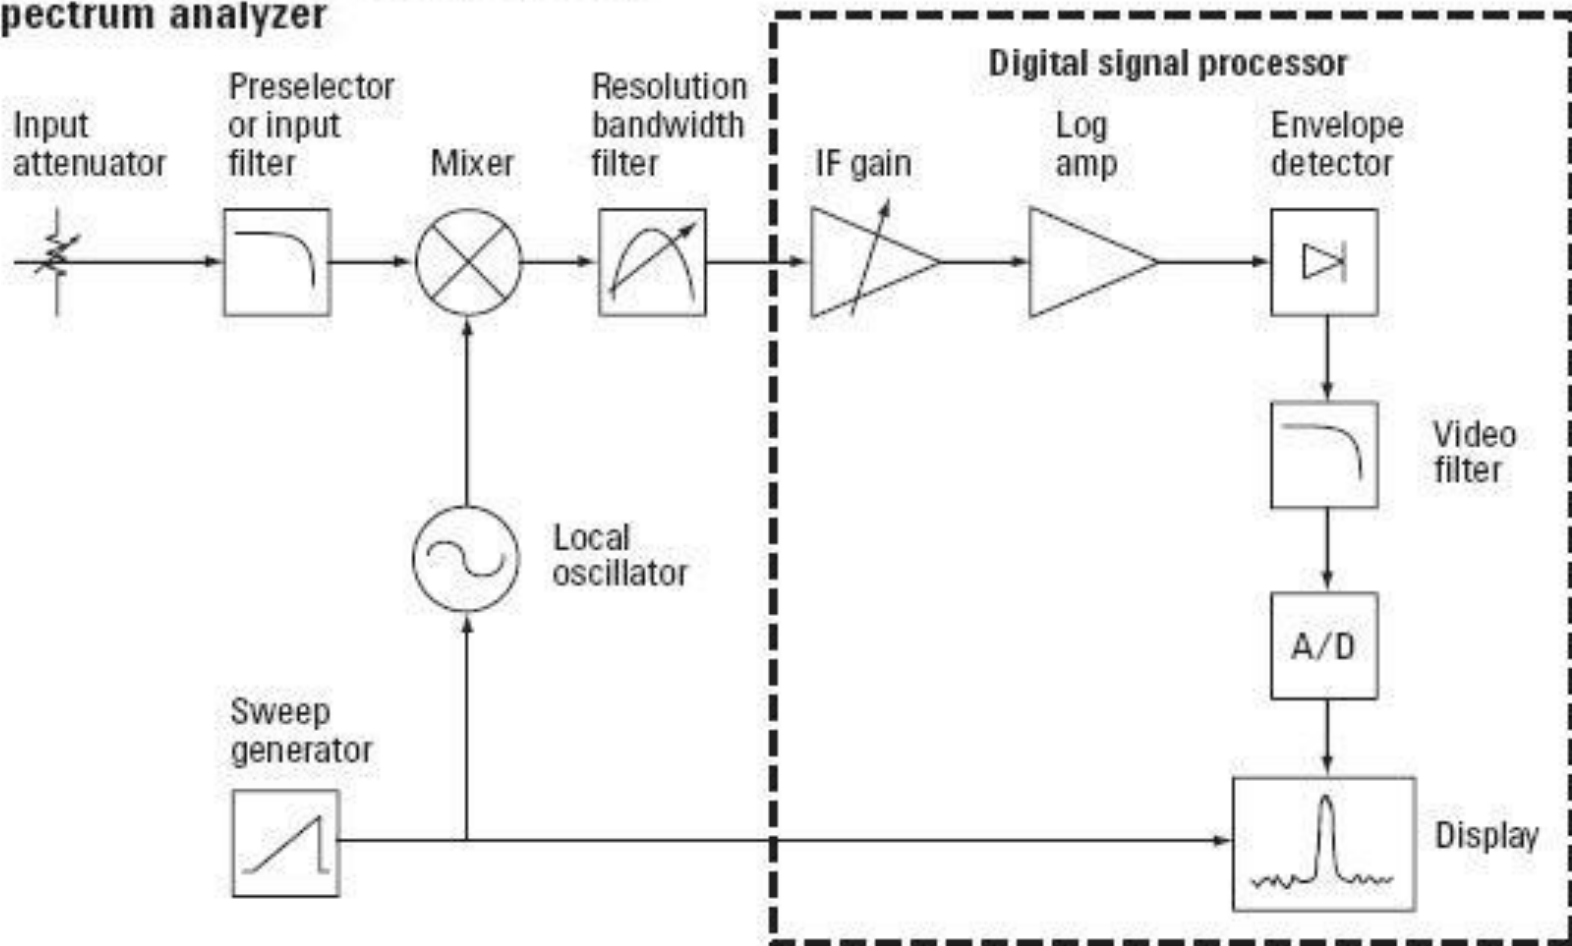 pectrum analyzer
Digital signal processor
Input
attenuator
Preselector
or input
filter
Mixer
Resolution
bandwidth
filter
IF gain
Log
amp
Envelope
detector
Video
filter
Local
oscillator
A/D
Sweep
generator
Display